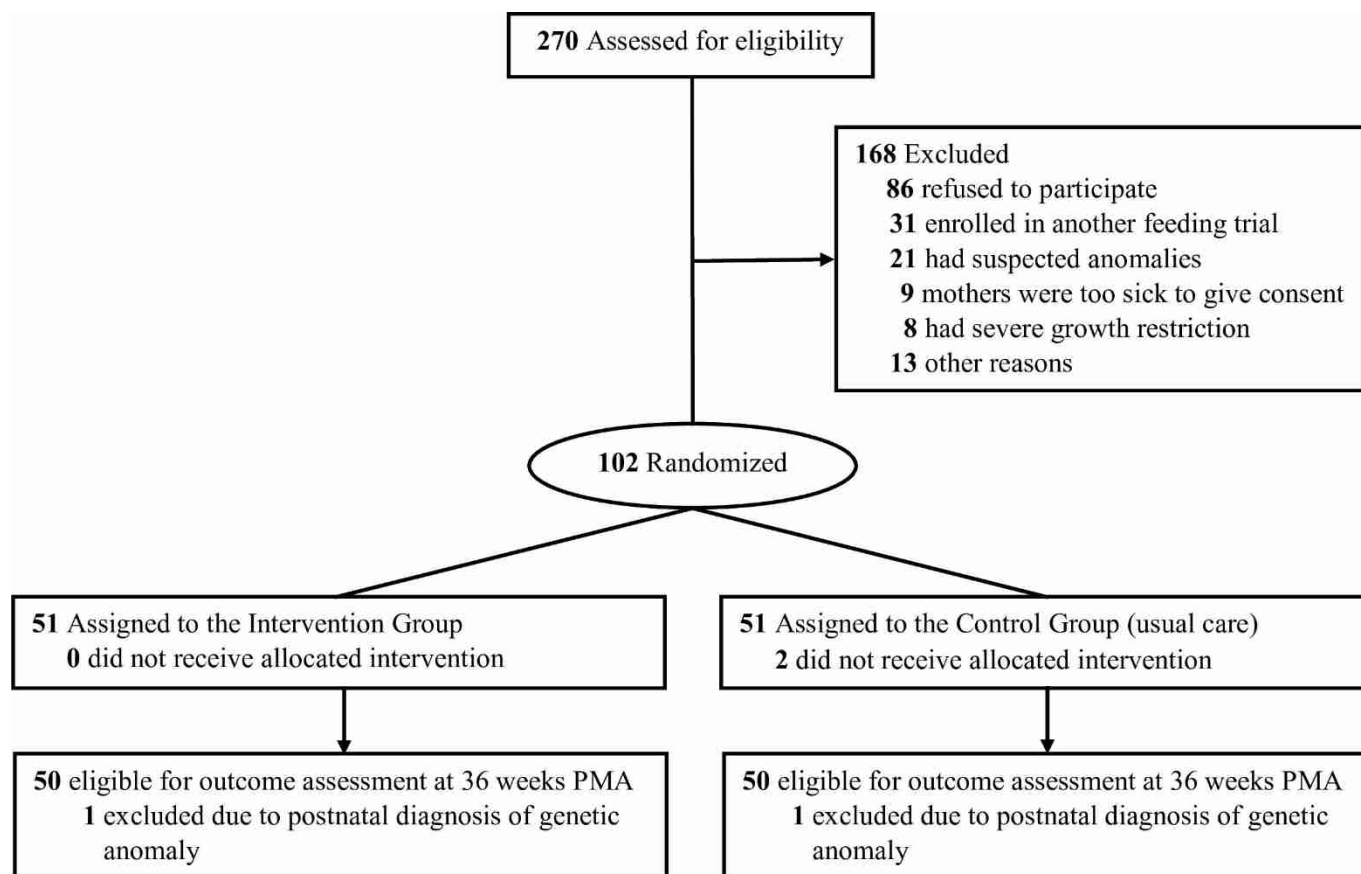 270 Assessed for eligibility
168 Excluded
86 refused to participate
31 enrolled in another feeding trial
21 had suspected anomalies
9 mothers were too sick to give consent
8 had severe growth restriction
13 other reasons
102 Randomized
51 Assigned to the Intervention Group
0 did not receive allocated intervention
51 Assigned to the Control Group (usual care)
2 did not receive allocated intervention
50 eligible for outcome assessment at 36 weeks PMA
1 excluded due to postnatal diagnosis of genetic
anomaly
50 eligible for outcome assessment at 36 weeks PMA
1 excluded due to postnatal diagnosis of genetic
anomaly